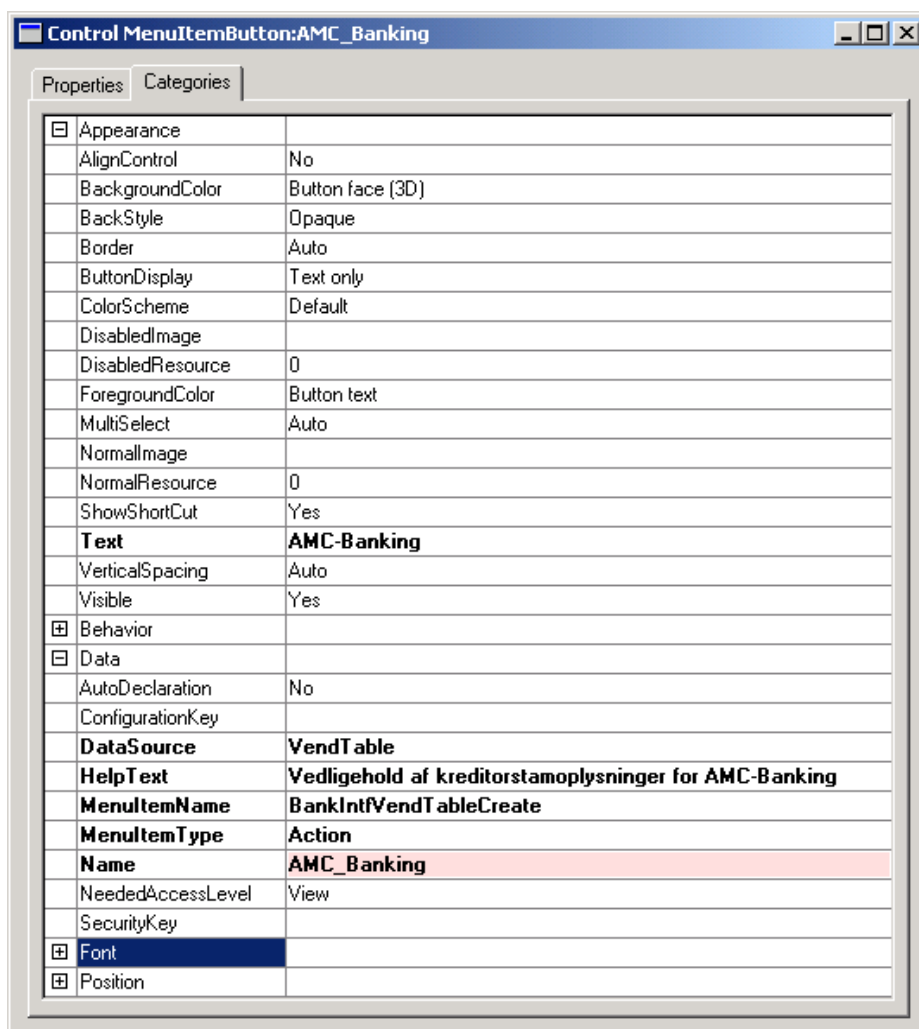 Control MenuItemButton:AMC_Banking
Properties Categories
Appearance
AlignControl No
BackgroundColor Button face (3D)
BackStyle Opaque
Border Auto
ButtonDisplay Text only
ColorScheme Default
DisabledImage
DisabledResource 0
ForegroundColor Button text
MultiSelect Auto
NormalImage
NormalResource 0
ShowShortCut Yes
Text AMC-Banking
VerticalSpacing Auto
Visible Yes
Behavior
Data
AutoDeclaration No
ConfigurationKey
DataSource VendTable
HelpText Vedligehold af kreditorstamoplysninger for AMC-Banking
MenuItemName BankIntfVendTableCreate
MenuItemType Action
Name AMC_Banking
NeededAccessLevel View
SecurityKey
Font
Position